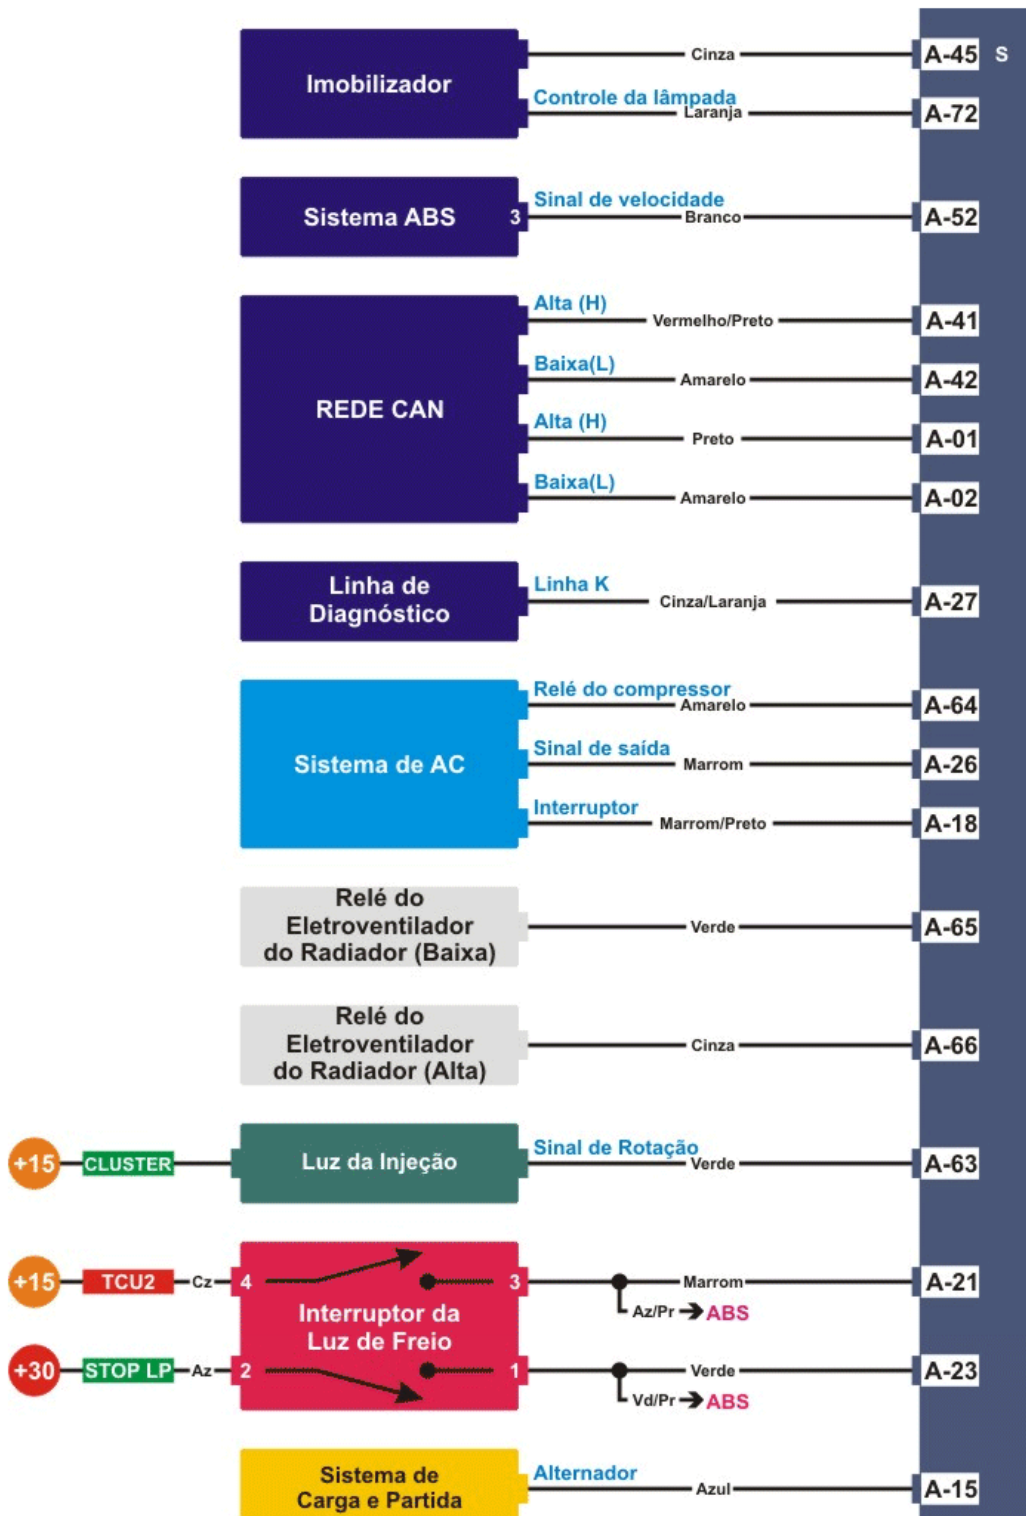 Imobilizador
Cinza
A-45
S
Controle da lâmpada
Laranja
A-72
Sistema ABS
3
Sinal de velocidade
Branco
A-52
REDE CAN
Alta (H)
Vermelho/Preto
A-41
Baixa(L)
Amarelo
A-42
Alta (H)
Preto
A-01
Baixa(L)
Amarelo
A-02
Linha de
Diagnóstico
Linha K
Cinza/Laranja
A-27
Sistema de AC
Relé do compressor
Amarelo
A-64
Sinal de saída
Marrom
A-26
Interruptor
Marrom/Preto
A-18
Relé do
Eletroventilador
do Radiador (Baixa)
Verde
A-65
Relé do
Eletroventilador
do Radiador (Alta)
Cinza
A-66
+15
CLUSTER
Luz da Injeção
Sinal de Rotação
Verde
A-63
+15
TCU2
Cz
4
3
Marrom
A-21
Az/Pr
ABS
Interruptor da
Luz de Freio
+30
STOP LP
Az
2
1
Verde
A-23
Vd/Pr
ABS
Sistema de
Carga e Partida
Alternador
Azul
A-15